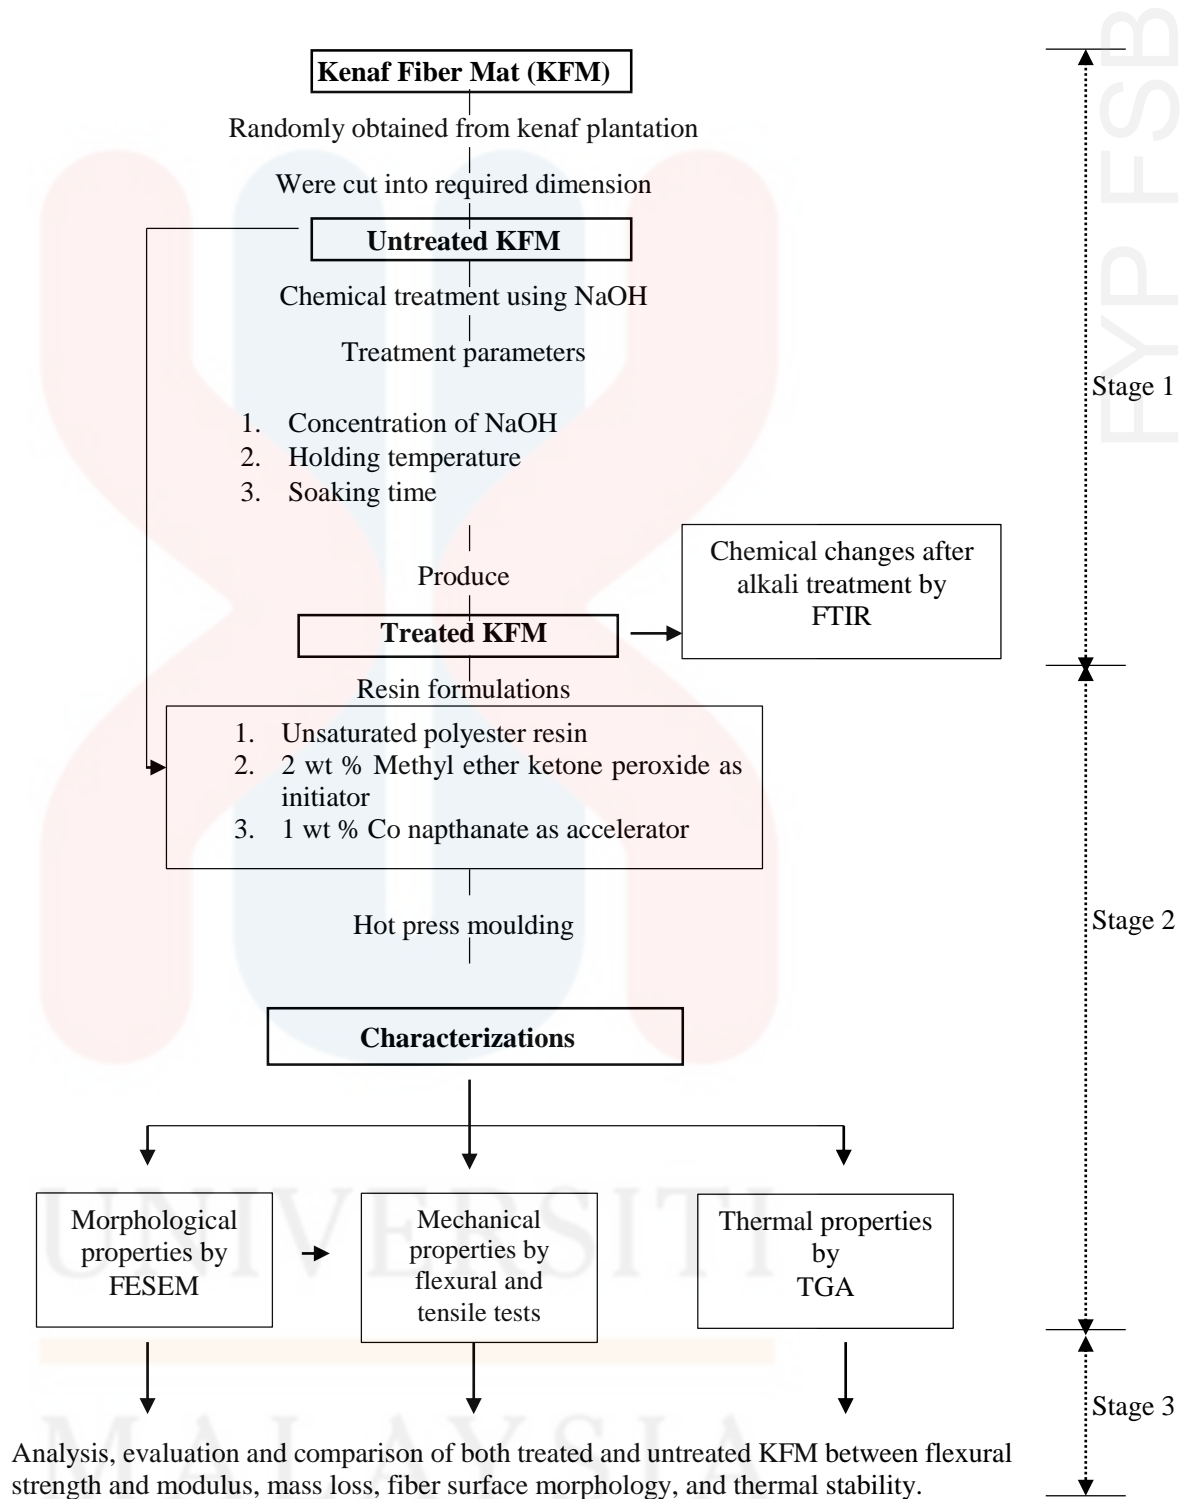 Kenaf Fiber Mat (KFM)
Randomly obtained from kenaf plantation
Were cut into required dimension
Untreated KFM
Chemical treatment using NaOH
Treatment parameters
1. Concentration of NaOH
2. Holding temperature
3. Soaking time
Produce
Treated KFM
Chemical changes after
alkali treatment by
FTIR
Stage 1
Resin formulations
1. Unsaturated polyester resin
2. 2 wt % Methyl ether ketone peroxide as
initiator
3. 1 wt % Co napthanate as accelerator
Hot press moulding
Stage 2
Characterizations
Morphological
properties by
FESEM
Mechanical
properties by
flexural and
tensile tests
Thermal properties
by
TGA
Stage 3
Analysis, evaluation and comparison of both treated and untreated KFM between flexural
strength and modulus, mass loss, fiber surface morphology, and thermal stability.
UNIVERSITI
MALAYSIA
FYP FSB